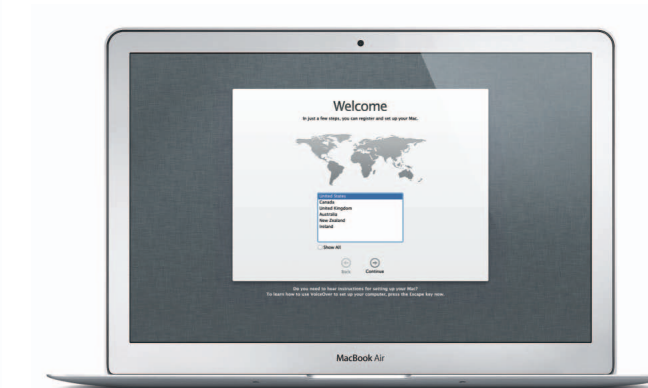 Welcome
In just a few steps, you can register and set up your Mac.
United States
Canada
United Kingdom
Australia
New Zealand
Ireland
Show All
Back
Continue
Do you need to hear instructions for setting up your Mac?
To learn how to use VoiceOver to set up your computer, press the Escape key now.
MacBook Air